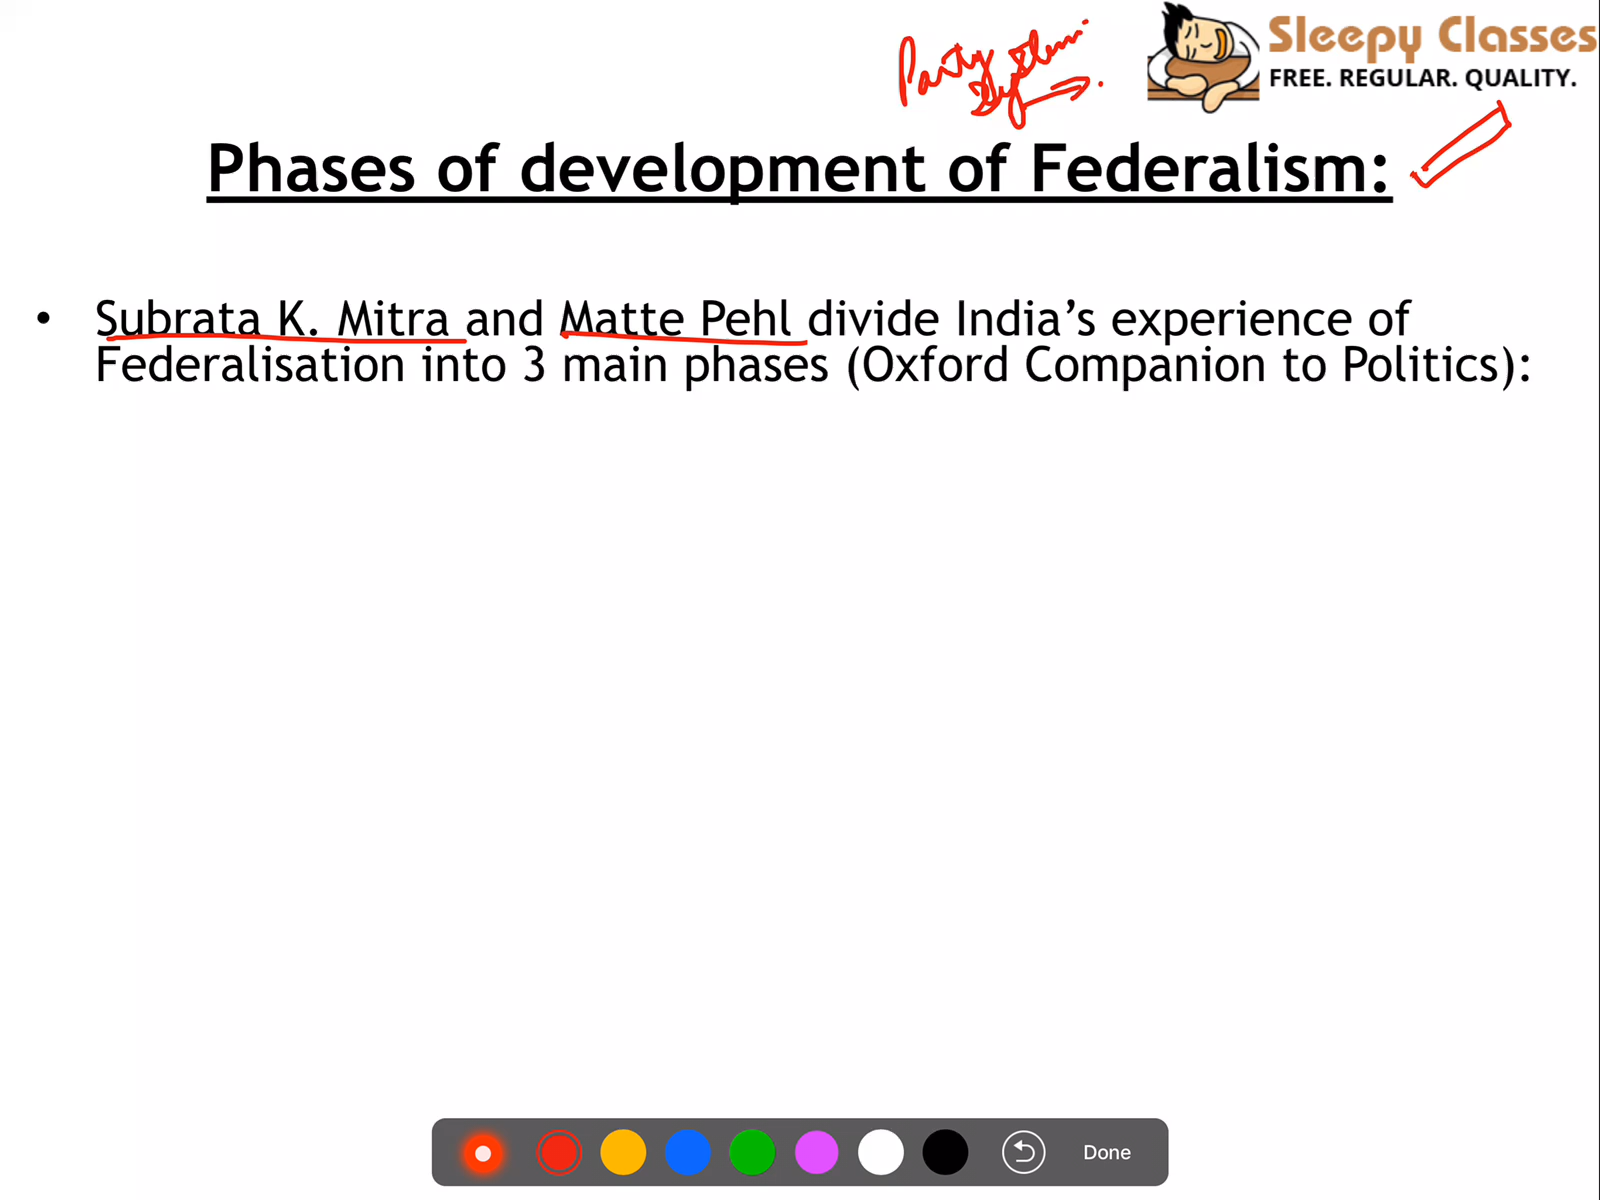 Party System
Sleepy Classes
FREE. REGULAR. QUALITY.
Phases of development of Federalism:
• Subrata K. Mitra and Matte Pehl divide India’s experience of
Federalisation into 3 main phases (Oxford Companion to Politics):
Done